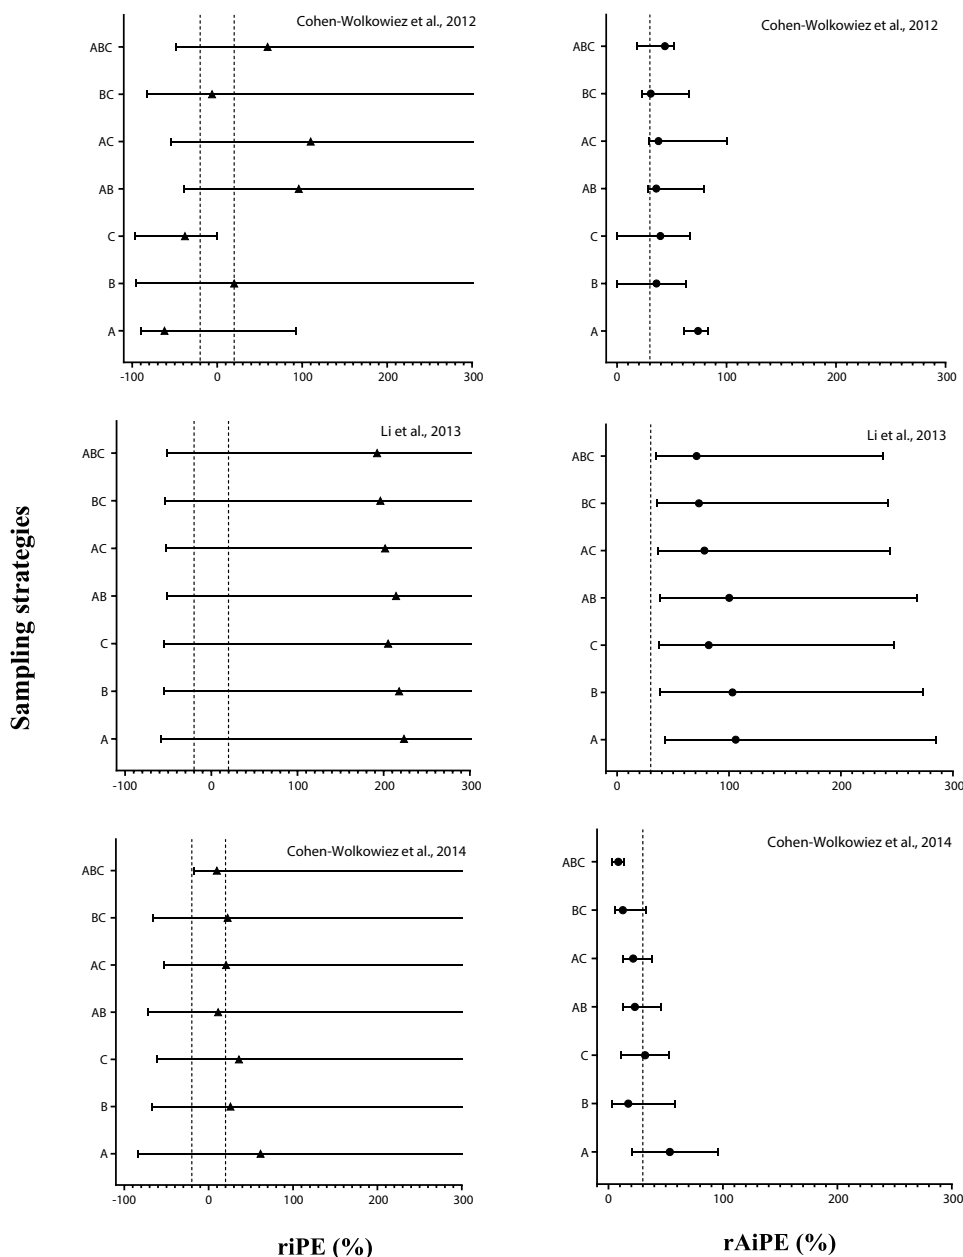 Cohen-Wolkowiez et al., 2012
ABC
BC
AC
AB
C
B
A
-100 0 100 200 300
Cohen-Wolkowiez et al., 2012
ABC
BC
AC
AB
C
B
A
0 100 200 300
Sampling strategies
Li et al., 2013
ABC
BC
AC
AB
C
B
A
-100 0 100 200 300
Li et al., 2013
ABC
BC
AC
AB
C
B
A
0 100 200 300
Cohen-Wolkowiez et al., 2014
ABC
BC
AC
AB
C
B
A
-100 0 100 200 300
riPE (%)
Cohen-Wolkowiez et al., 2014
ABC
BC
AC
AB
C
B
A
0 100 200 300
rAiPE (%)